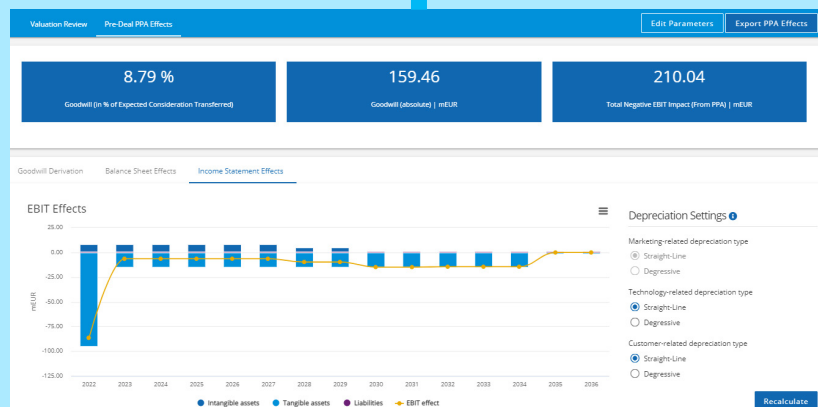 Valuation Review Pre-Deal PPA Effects Edit Parameters Export PPA Effects
8.79 % 159.46 210.04
Goodwill (in % of Expected Consideration Transferred) Goodwill (absolute) | mEUR Total Negative EBIT Impact (From PPA) | mEUR
Goodwill Derivation Balance Sheet Effects Income Statement Effects
EBIT Effects
25.00
0.00
-25.00
-50.00
-75.00
-100.00
-125.00
mEUR
2022 2023 2024 2025 2026 2027 2028 2029 2030 2031 2032 2033 2034 2035 2036
Intangible assets Tangible assets Liabilities EBIT effect
Depreciation Settings
Marketing-related depreciation type
Straight-Line
Degressive
Technology-related depreciation type
Straight-Line
Degressive
Customer-related depreciation type
Straight-Line
Degressive
Recalculate